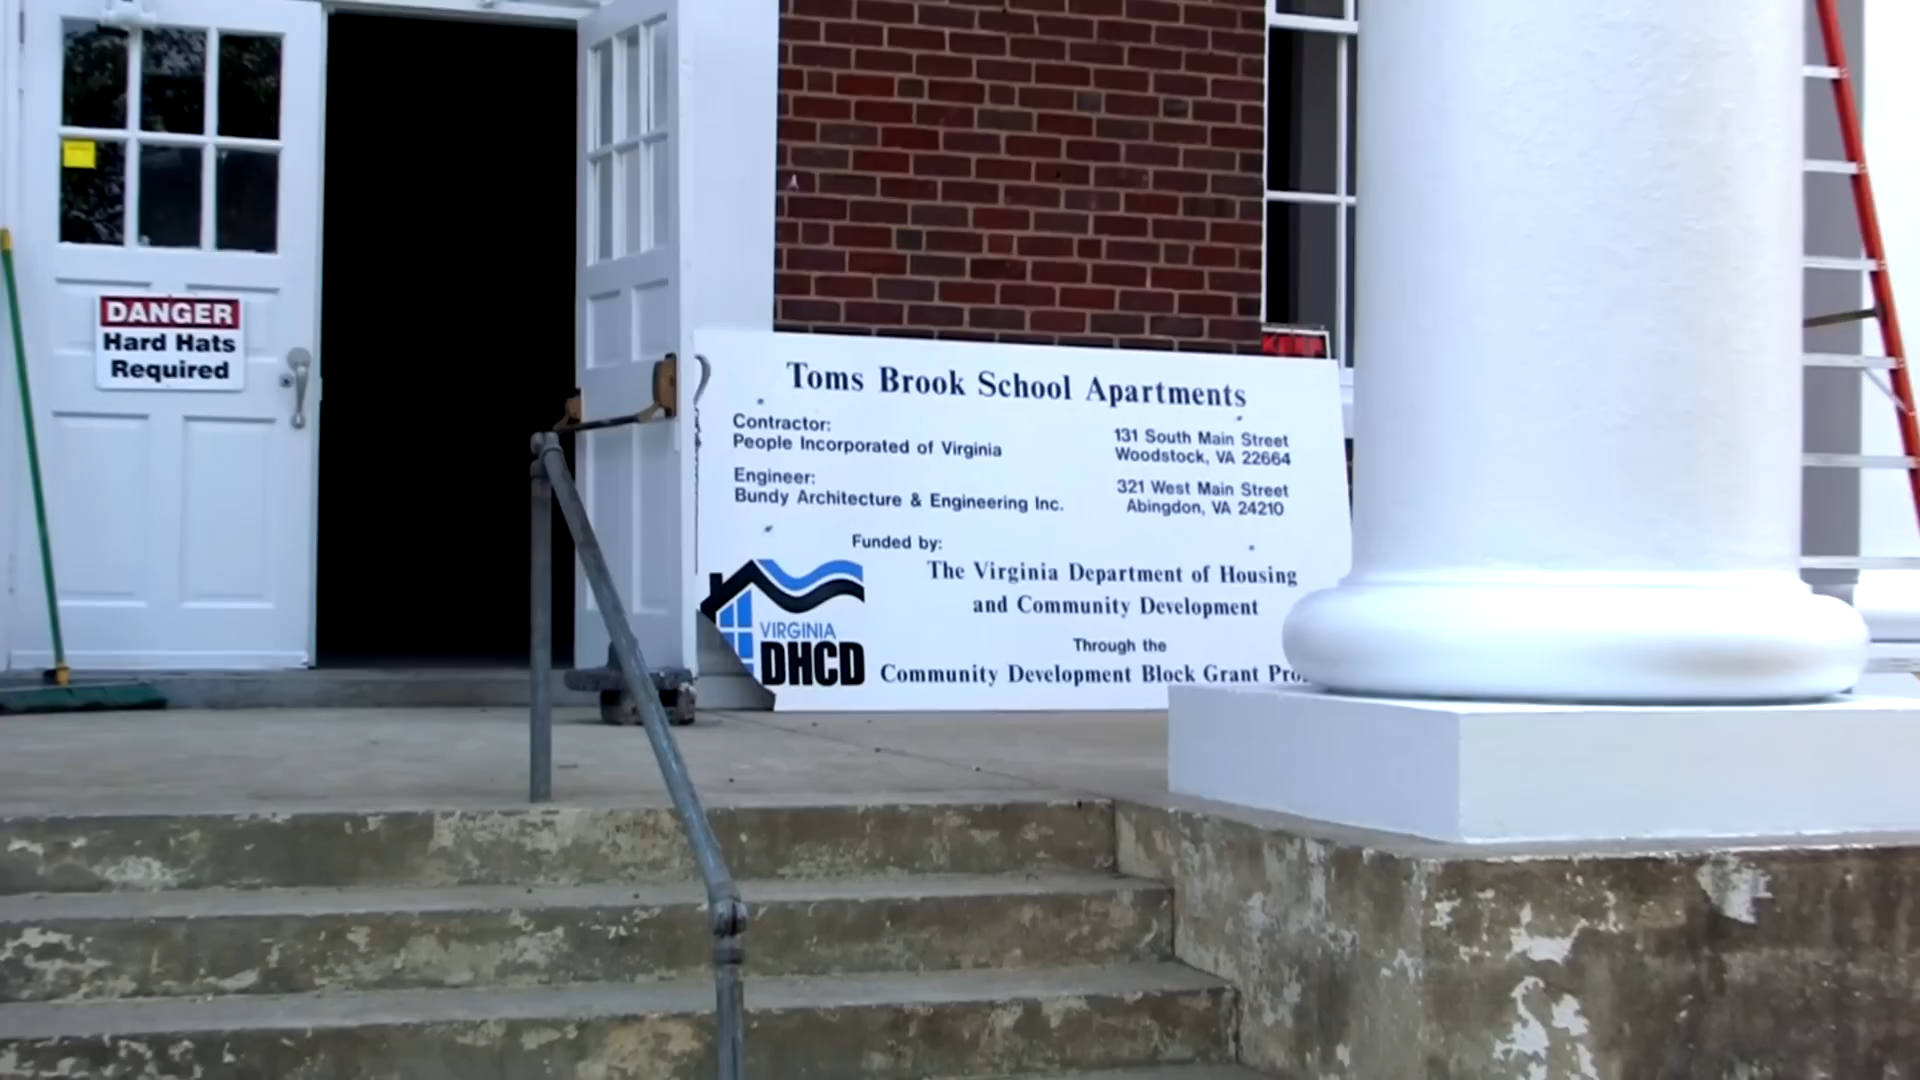 DANGER
Hard Hats
Required
KEEP
Toms Brook School Apartments
Contractor:
People Incorporated of Virginia
131 South Main Street
Woodstock, VA 22664
Engineer:
Bundy Architecture & Engineering Inc.
321 West Main Street
Abingdon, VA 24210
Funded by:
The Virginia Department of Housing
and Community Development
Through the
Community Development Block Grant
VIRGINIA
DHCD